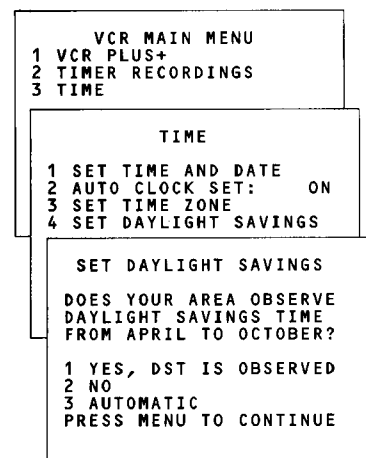 VCR MAIN MENU
1 VCR PLUS+
2 TIMER RECORDINGS
3 TIME
TIME
1 SET TIME AND DATE
2 AUTO CLOCK SET: ON
3 SET TIME ZONE
4 SET DAYLIGHT SAVINGS
SET DAYLIGHT SAVINGS
DOES YOUR AREA OBSERVE
DAYLIGHT SAVINGS TIME
FROM APRIL TO OCTOBER?
1 YES, DST IS OBSERVED
2 NO
3 AUTOMATIC
PRESS MENU TO CONTINUE